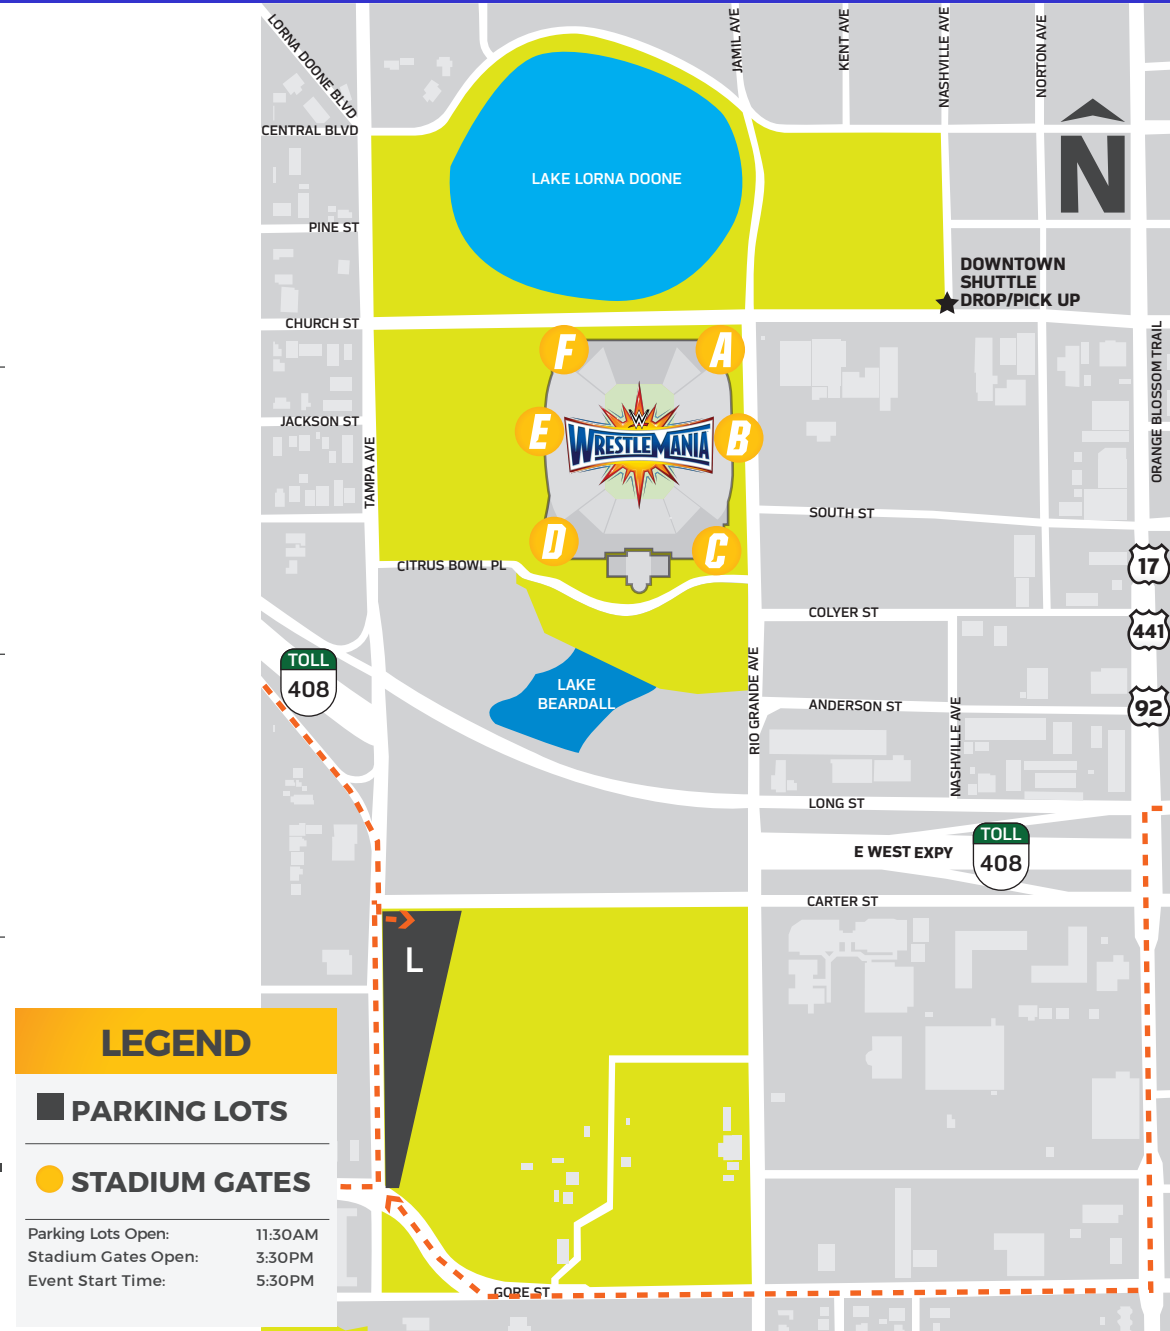 LORNA DOONE BLVD
JAMIL AVE
KENT AVE
NASHVILLE AVE
NORTON AVE
CENTRAL BLVD
N
LAKE LORNA DOONE
PINE ST
DOWNTOWN
SHUTTLE
DROP/PICK UP
CHURCH ST
F
A
ORANGE BLOSSOM TRAIL
JACKSON ST
TAMPA AVE
E
W
WRESTLEMANIA
B
SOUTH ST
D
C
CITRUS BOWL PL
17
COLYER ST
441
TOLL
408
LAKE
BEARDALL
RIO GRANDE AVE
ANDERSON ST
NASHVILLE AVE
92
LONG ST
TOLL
408
E WEST EXPY
CARTER ST
L
LEGEND
PARKING LOTS
STADIUM GATES
Parking Lots Open: 11:30AM
Stadium Gates Open: 3:30PM
Event Start Time: 5:30PM
GORE ST